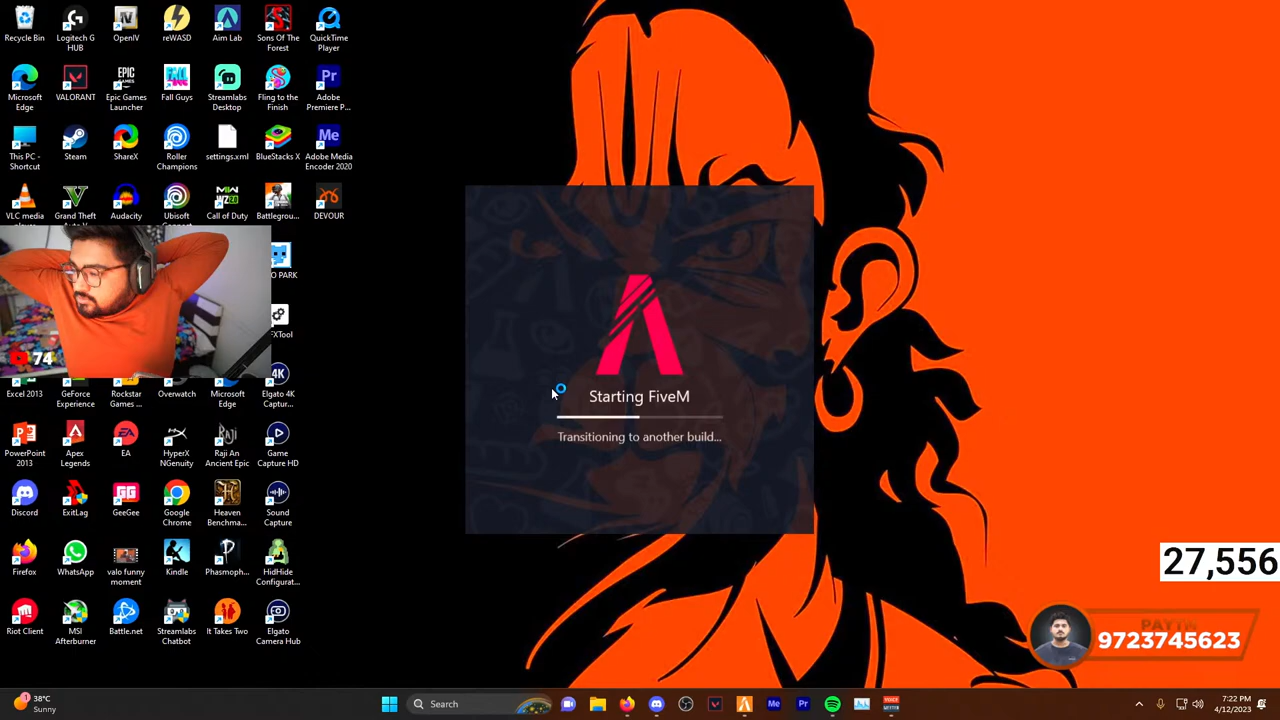 Recycle Bin
Logitech G
HUB
OpenIV
reWASD
Aim Lab
Sons Of The
Forest
QuickTime
Player
Microsoft
Edge
VALORANT
Epic Games
Launcher
Fall Guys
Streamlabs
Desktop
Fling to the
Finish
Adobe
Premiere P...
This PC -
Shortcut
Steam
ShareX
Roller
Champions
settings.xml
BlueStacks X
Adobe Media
Encoder 2020
VLC media
Grand Theft
Audacity
Ubisoft
Call of Duty
Battlegrou...
DEVOUR
O PARK
FXTool
74
Excel 2013
GeForce
Experience
Rockstar
Games ...
Overwatch
Microsoft
Edge
Elgato 4K
Captur...
Starting FiveM
Transitioning to another build...
PowerPoint
2013
Apex
Legends
EA
HyperX
NGenuity
Raji An
Ancient Epic
Game
Capture HD
Discord
ExitLag
GeeGee
Google
Chrome
Heaven
Benchma...
Sound
Capture
Firefox
WhatsApp
valo funny
moment
Kindle
Phasmoph...
HidHide
Configurat...
27,556
Riot Client
MSI
Afterburner
Battle.net
Streamlabs
Chatbot
It Takes Two
Elgato
Camera Hub
PAYTM
9723745623
38°C
Sunny
Search
7:22 PM
4/12/2023